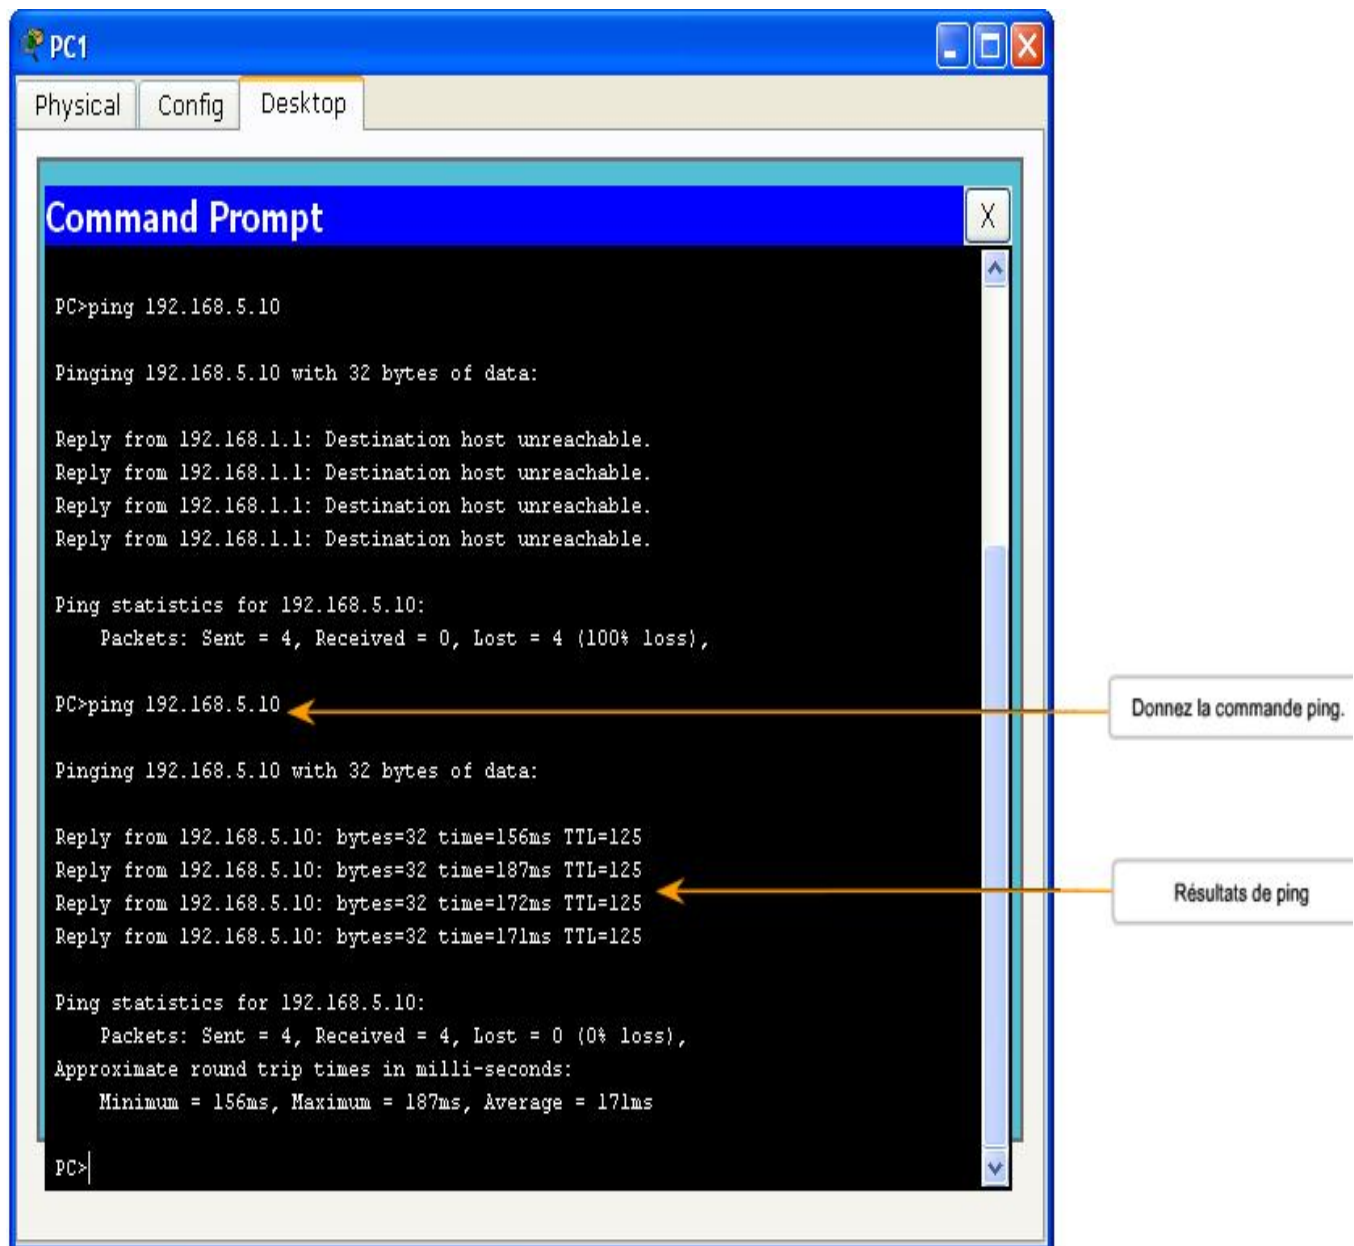 PC1
Physical Config Desktop
Command Prompt
X
PC>ping 192.168.5.10
Pinging 192.168.5.10 with 32 bytes of data:
Reply from 192.168.1.1: Destination host unreachable.
Reply from 192.168.1.1: Destination host unreachable.
Reply from 192.168.1.1: Destination host unreachable.
Reply from 192.168.1.1: Destination host unreachable.
Ping statistics for 192.168.5.10:
Packets: Sent = 4, Received = 0, Lost = 4 (100% loss),
PC>ping 192.168.5.10
Donnez la commande ping.
Pinging 192.168.5.10 with 32 bytes of data:
Reply from 192.168.5.10: bytes=32 time=156ms TTL=125
Reply from 192.168.5.10: bytes=32 time=187ms TTL=125
Reply from 192.168.5.10: bytes=32 time=172ms TTL=125
Reply from 192.168.5.10: bytes=32 time=171ms TTL=125
Résultats de ping
Ping statistics for 192.168.5.10:
Packets: Sent = 4, Received = 4, Lost = 0 (0% loss),
Approximate round trip times in milli-seconds:
Minimum = 156ms, Maximum = 187ms, Average = 171ms
PC>